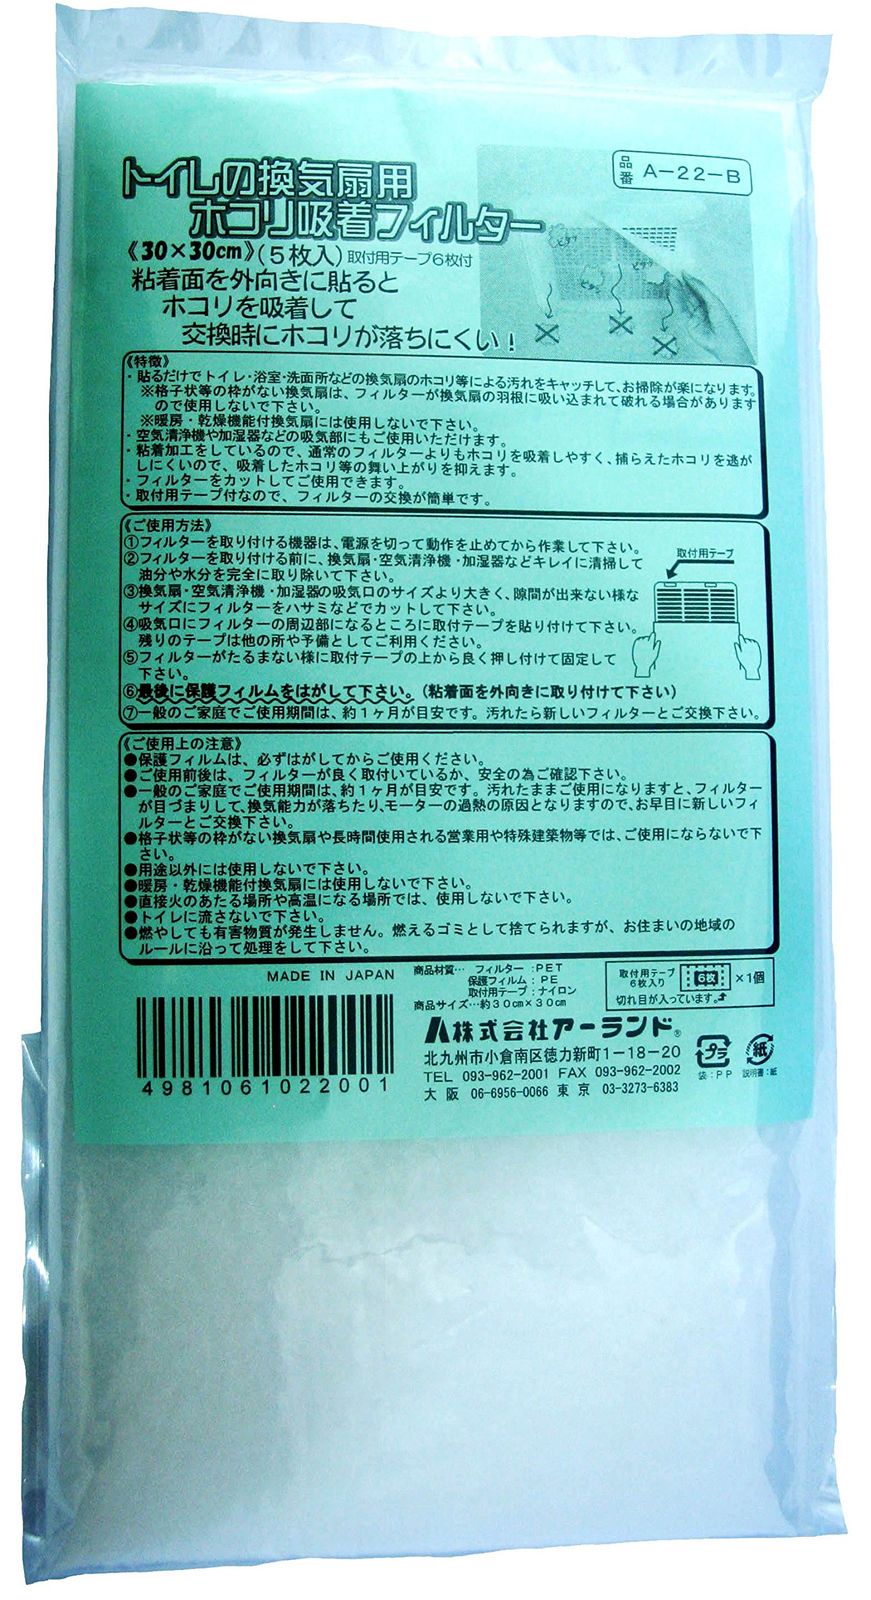 トイレの換気扇用
ホコリ吸着フィルター
品番 A-22-B
《30×30cm》(5枚入) 取付用テープ6枚付
粘着面を外向きに貼ると
ホコリを吸着して
交換時にホコリが落ちにくい!
《特徴》
・貼るだけでトイレ・浴室・洗面所などの換気扇のホコリ等による汚れをキャッチして、お掃除が楽になります。
※格子状等の枠がない換気扇は、フィルターが換気扇の羽根に吸い込まれて破れる場合があります
ので使用しないで下さい。
※暖房・乾燥機能付換気扇には使用しないで下さい。
・空気清浄機や加湿器などの吸気部にもご使用いただけます。
・粘着加工をしているので、通常のフィルターよりもホコリを吸着しやすく、捕らえたホコリを逃が
しにくいので、吸着したホコリ等の舞い上がりを抑えます。
・フィルターをカットしてご使用できます。
・取付用テープ付なので、フィルターの交換が簡単です。
《ご使用方法》
①フィルターを取り付ける機器は、電源を切って動作を止めてから作業して下さい。
②フィルターを取り付ける前に、換気扇・空気清浄機・加湿器などキレイに清掃して
油分や水分を完全に取り除いて下さい。
③換気扇・空気清浄機・加湿器の吸気口のサイズより大きく、隙間が出来ない様な
サイズにフィルターをハサミなどでカットして下さい。
④吸気口にフィルターの周辺部になるところに取付テープを貼り付けて下さい。
残りのテープは他の所や予備としてご利用ください。
⑤フィルターがたるまない様に取付テープの上から良く押し付けて固定して
下さい。
⑥最後に保護フィルムをはがして下さい。(粘着面を外向きに取り付けて下さい)
⑦一般のご家庭でご使用期間は、約1ヶ月が目安です。汚れたら新しいフィルターとご交換下さい。
取付用テープ
《ご使用上の注意》
●保護フィルムは、必ずはがしてからご使用ください。
●ご使用前後は、フィルターが良く取付いているか、安全の為ご確認下さい。
●一般のご家庭でご使用期間は、約1ヶ月が目安です。汚れたままご使用になりますと、フィルター
が目づまりして、換気能力が落ちたり、モーターの過熱の原因となりますので、お早目に新しいフィ
ルターとご交換下さい。
●格子状等の枠がない換気扇や長時間使用される営業用や特殊建築物等では、ご使用にならないで下
さい。
●用途以外には使用しないで下さい。
●暖房・乾燥機能付換気扇には使用しないで下さい。
●直接火のあたる場所や高温になる場所では、使用しないで下さい。
●トイレに流さないで下さい。
●燃やしても有害物質が発生しません。燃えるゴミとして捨てられますが、お住まいの地域の
ルールに沿って処理をして下さい。
MADE IN JAPAN
商品材質… フィルター:PET
保護フィルム:PE
取付用テープ:ナイロン
商品サイズ…約30cm×30cm
取付用テープ
6枚入り
6枚 ×1個
切れ目が入っています。
4981061022001
株式会社アーランド®
北九州市小倉南区徳力新町1-18-20
TEL 093-962-2001 FAX 093-962-2002
大阪 06-6956-0066 東京 03-3273-6383
プラ
袋:PP
紙
説明書:紙